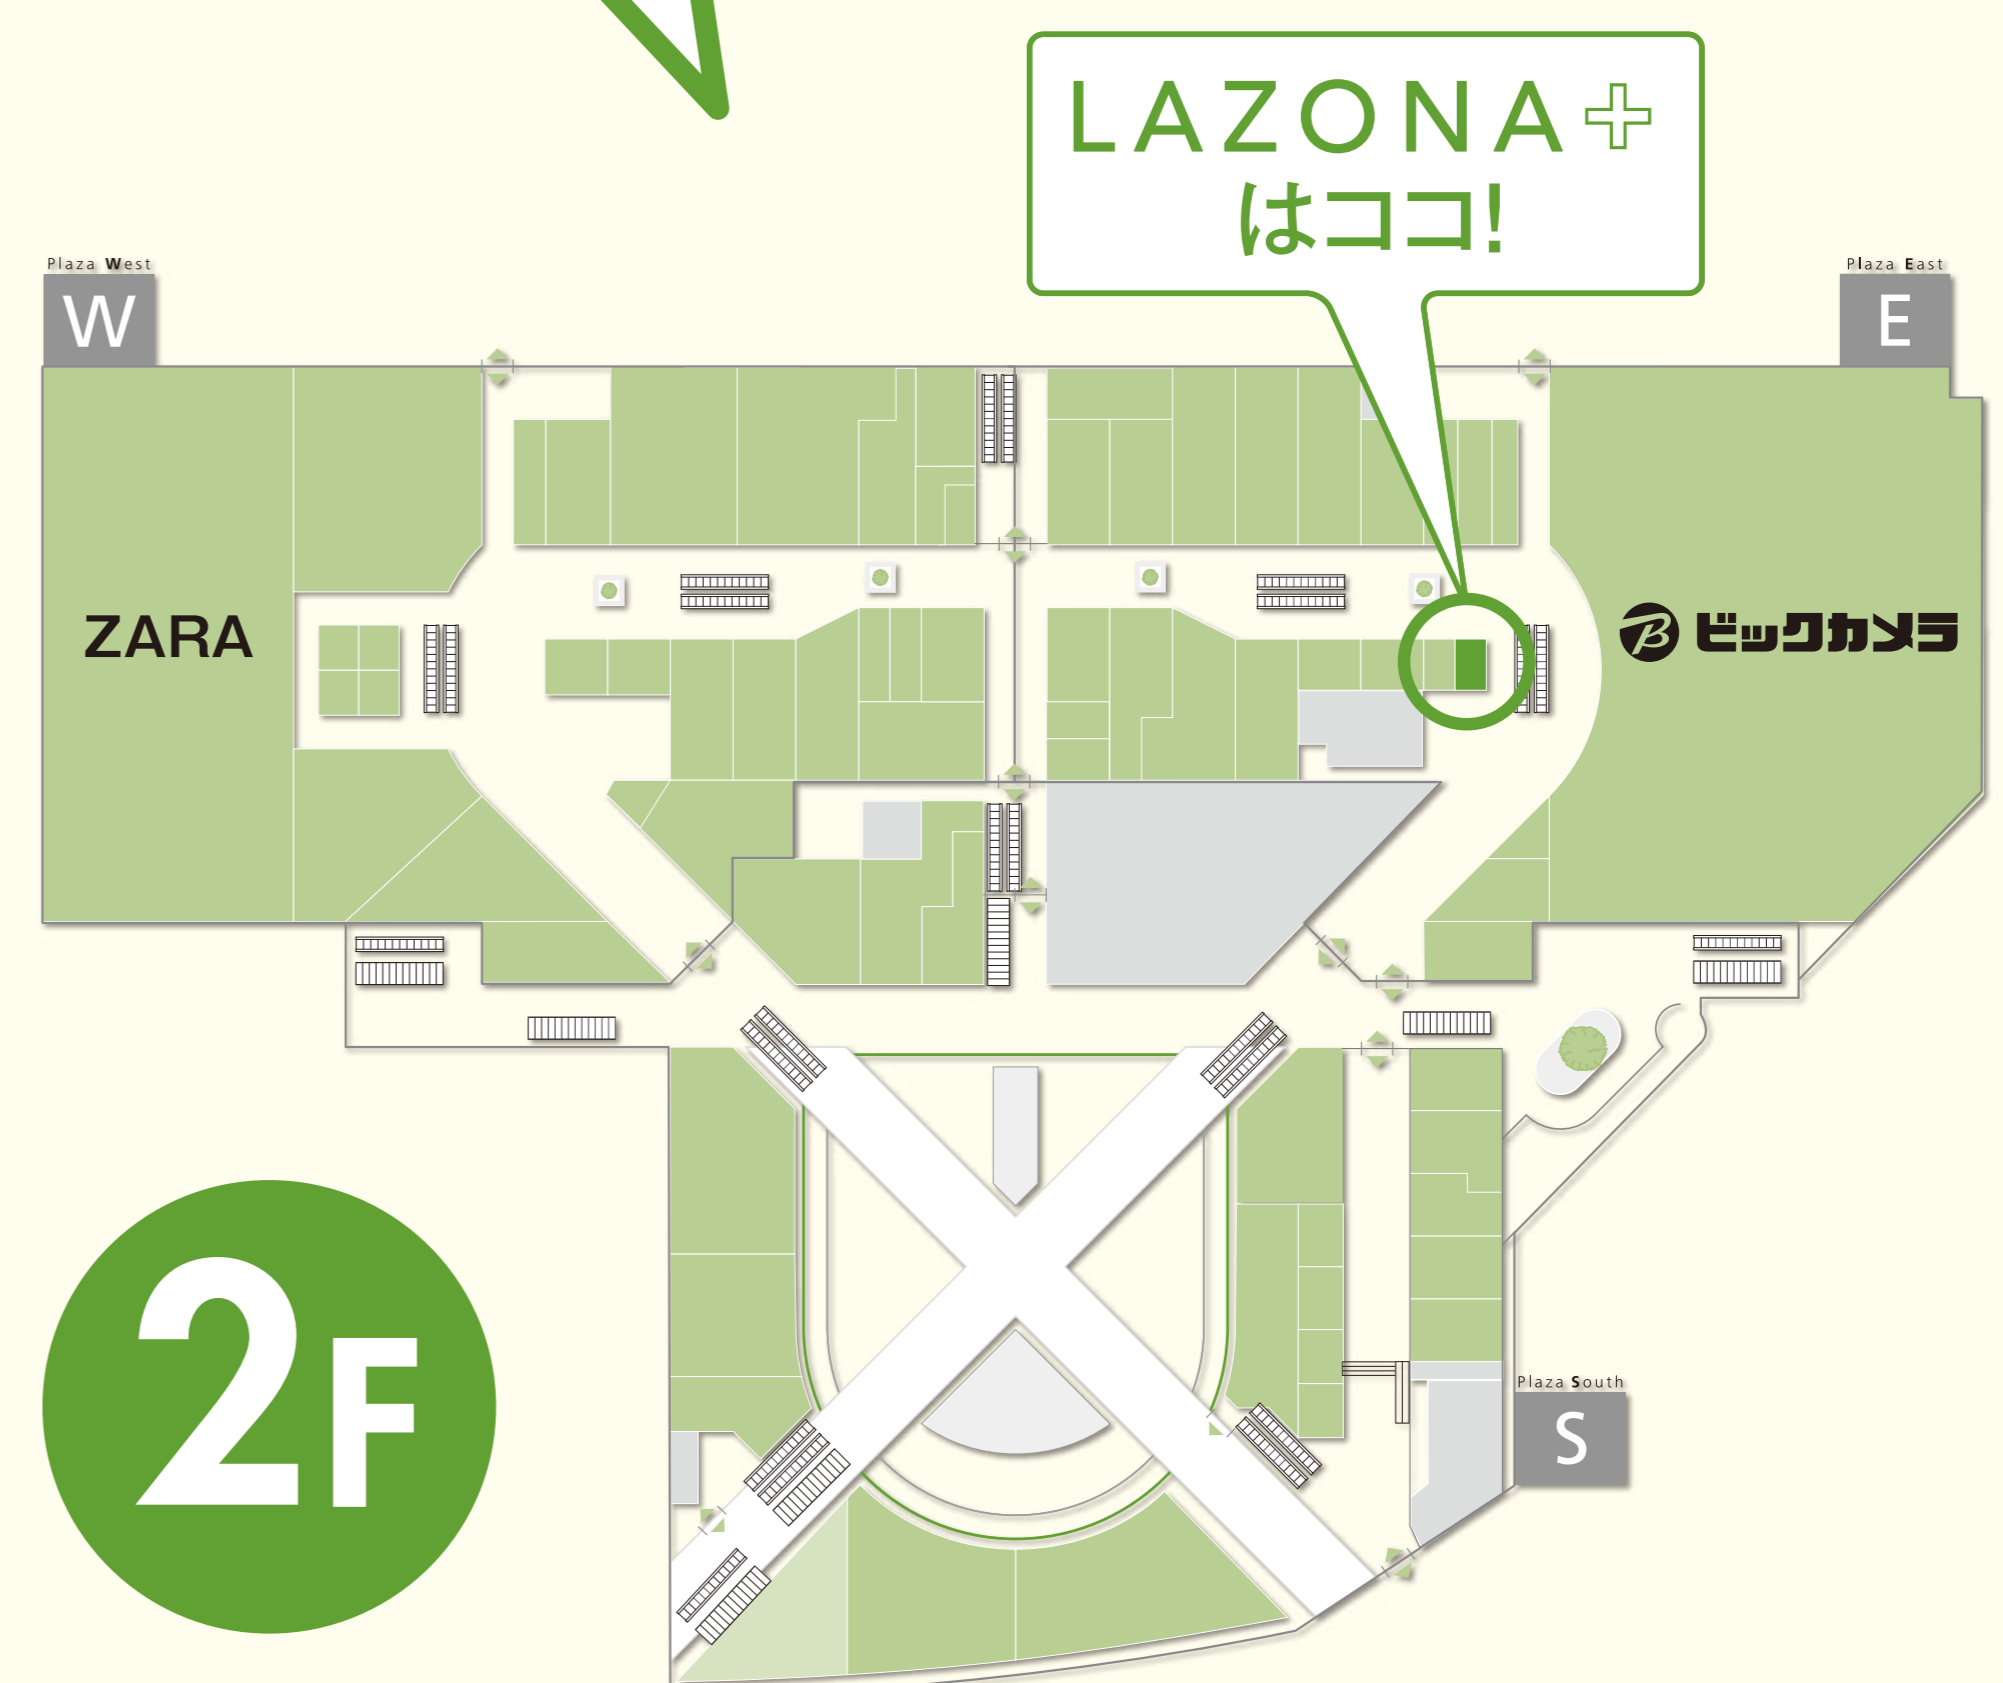 LAZONA+
はココ!
Plaza West
W
Plaza East
E
ZARA
B ビックカメラ
2F
Plaza South
S